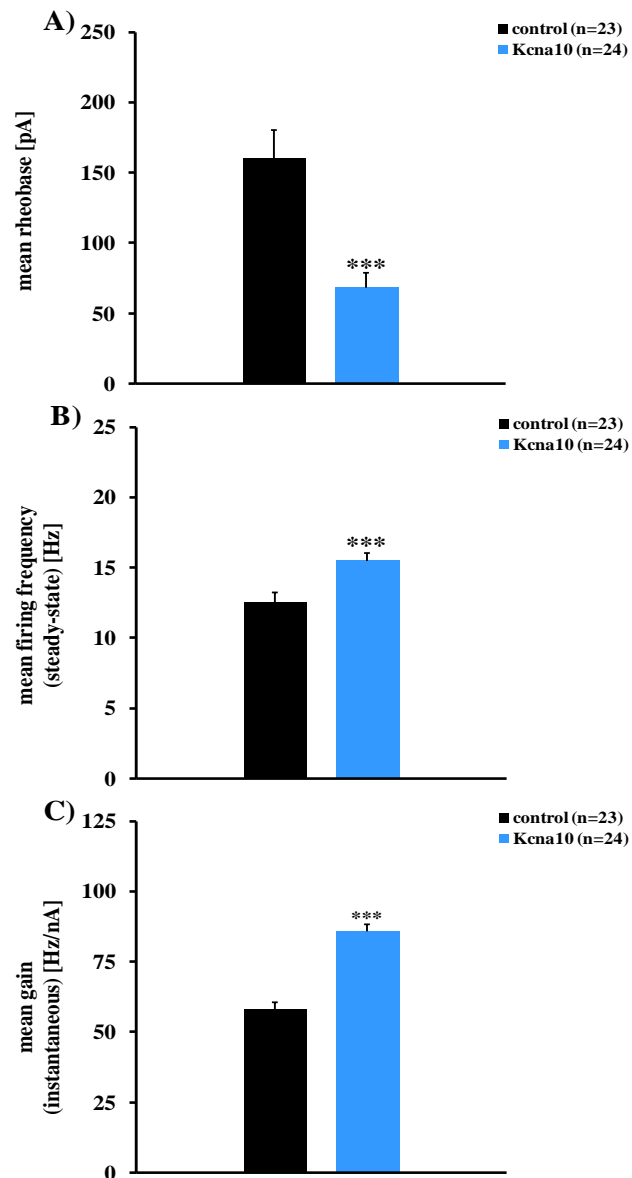 A)
control (n=23)
Kcna10 (n=24)
250
200
150
100
50
0
mean rheobase [pA]
***
B)
control (n=23)
Kcna10 (n=24)
25
20
15
10
5
0
mean firing frequency
(steady-state) [Hz]
***
C)
control (n=23)
Kcna10 (n=24)
125
100
75
50
25
0
mean gain
(instantaneous) [Hz/nA]
***